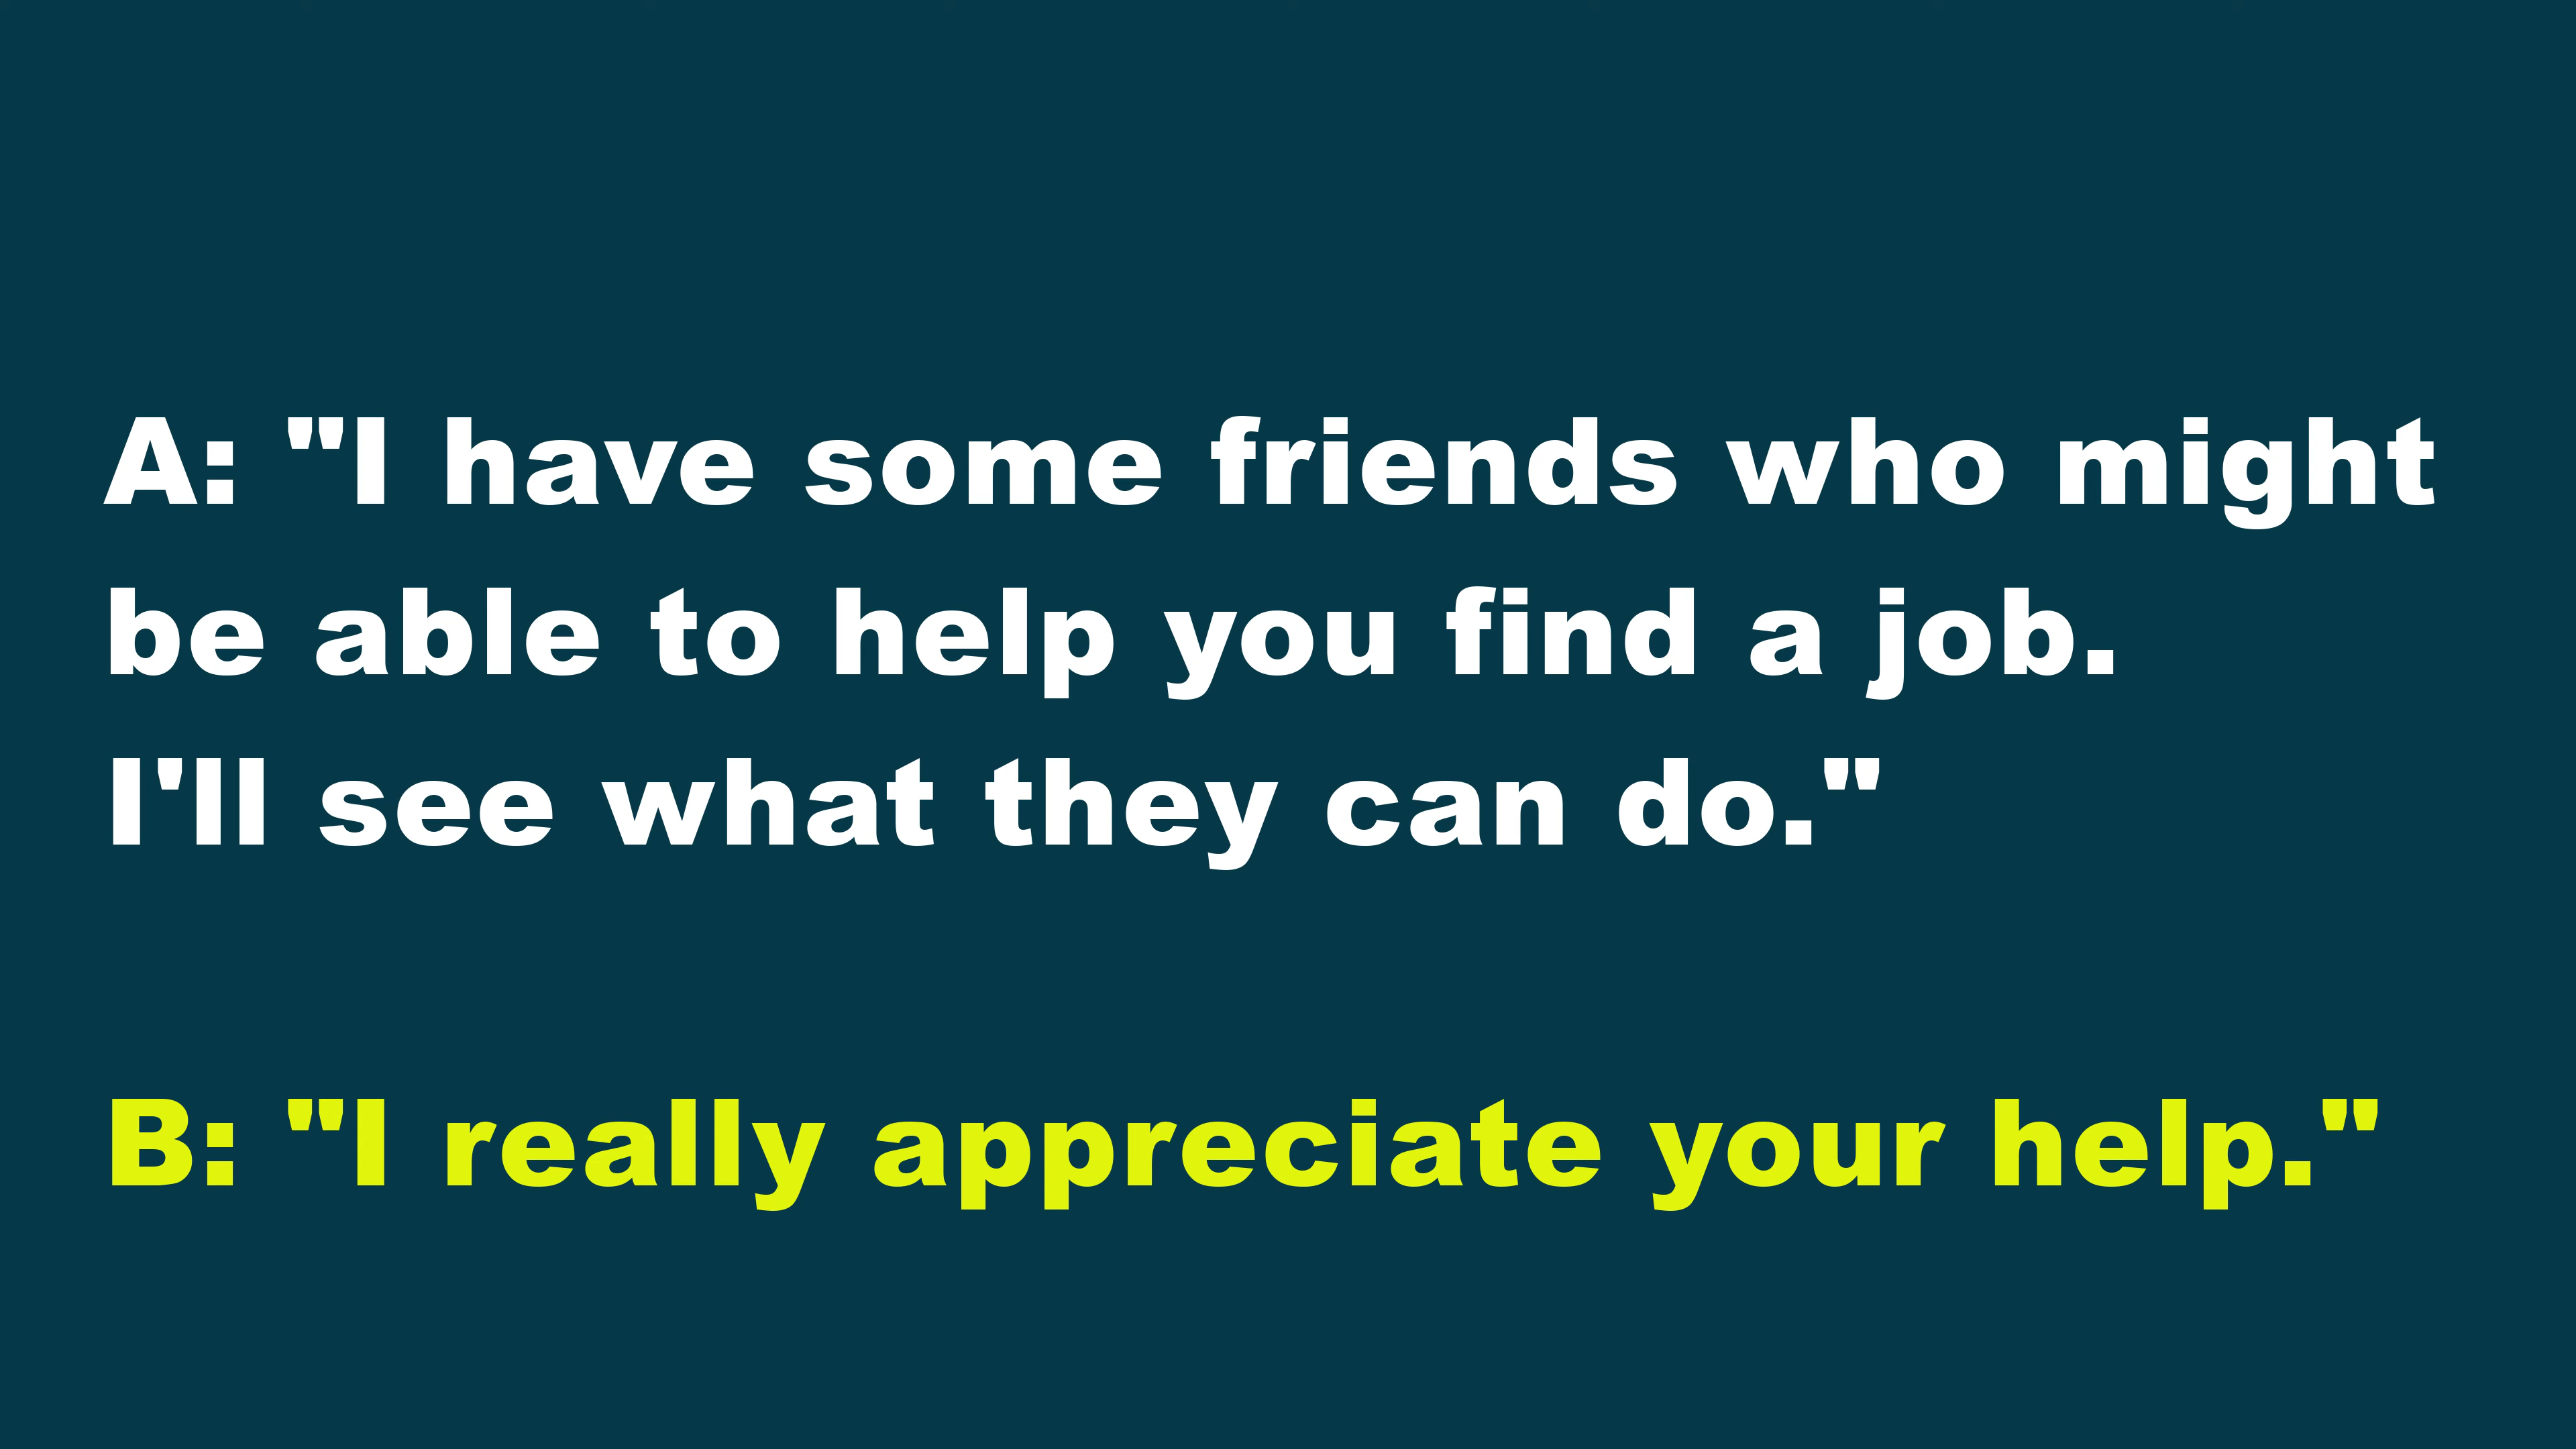 A: "I have some friends who might
be able to help you find a job.
I'll see what they can do."
B: "I really appreciate your help."